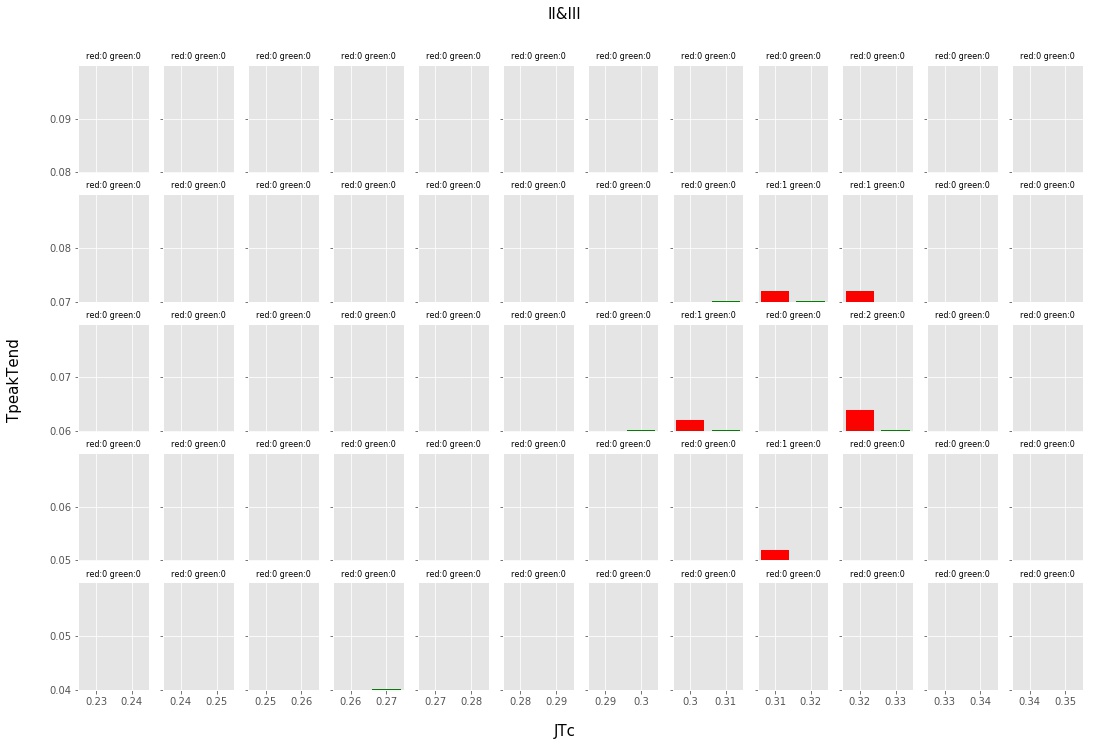 II&III
red:0 green:0 red:0 green:0 red:0 green:0 red:0 green:0 red:0 green:0 red:0 green:0 red:0 green:0 red:0 green:0 red:0 green:0 red:0 green:0 red:0 green:0 red:0 green:0
0.09
0.08
red:0 green:0 red:0 green:0 red:0 green:0 red:0 green:0 red:0 green:0 red:0 green:0 red:0 green:0 red:0 green:0 red:1 green:0 red:1 green:0 red:0 green:0 red:0 green:0
0.08
0.07
red:0 green:0 red:0 green:0 red:0 green:0 red:0 green:0 red:0 green:0 red:0 green:0 red:0 green:0 red:1 green:0 red:0 green:0 red:2 green:0 red:0 green:0 red:0 green:0
TpeakTend
0.07
0.06
red:0 green:0 red:0 green:0 red:0 green:0 red:0 green:0 red:0 green:0 red:0 green:0 red:0 green:0 red:0 green:0 red:1 green:0 red:0 green:0 red:0 green:0 red:0 green:0
0.06
0.05
red:0 green:0 red:0 green:0 red:0 green:0 red:0 green:0 red:0 green:0 red:0 green:0 red:0 green:0 red:0 green:0 red:0 green:0 red:0 green:0 red:0 green:0 red:0 green:0
0.05
0.04
0.23 0.24 0.24 0.25 0.25 0.26 0.26 0.27 0.27 0.28 0.28 0.29 0.29 0.3 0.3 0.31 0.31 0.32 0.32 0.33 0.33 0.34 0.34 0.35
JTc